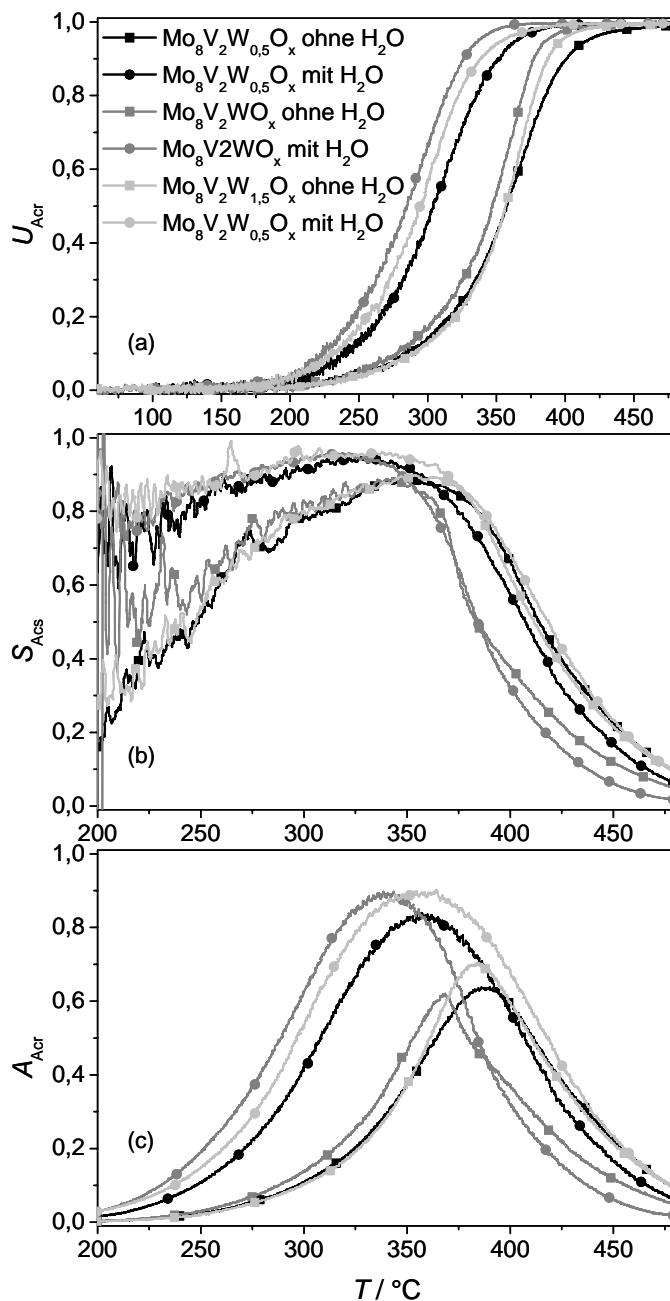 1,0
0,8
0,6
0,4
0,2
0,0
U_Acr
Mo₈V₂W₀,₅Oₓ ohne H₂O
Mo₈V₂W₀,₅Oₓ mit H₂O
Mo₈V₂WOₓ ohne H₂O
Mo₈V2WOₓ mit H₂O
Mo₈V₂W₁,₅Oₓ ohne H₂O
Mo₈V₂W₀,₅Oₓ mit H₂O
(a)
100 150 200 250 300 350 400 450
1,0
0,8
0,6
0,4
0,2
0,0
S_Acs
(b)
200 250 300 350 400 450
1,0
0,8
0,6
0,4
0,2
0,0
A_Acr
(c)
200 250 300 350 400 450
T / °C